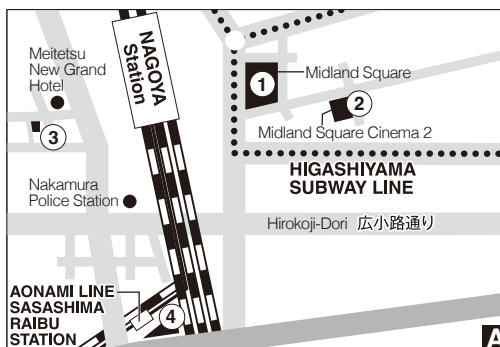 Meitetsu
New Grand
Hotel
NAGOYA
Station
1
Midland Square
2
Midland Square Cinema 2
3
HIGASHIYAMA
SUBWAY LINE
Nakamura
Police Station
Hirokoji-Dori 広小路通り
AONAMI LINE
SASASHIMA
RAIBU
STATION
4
A